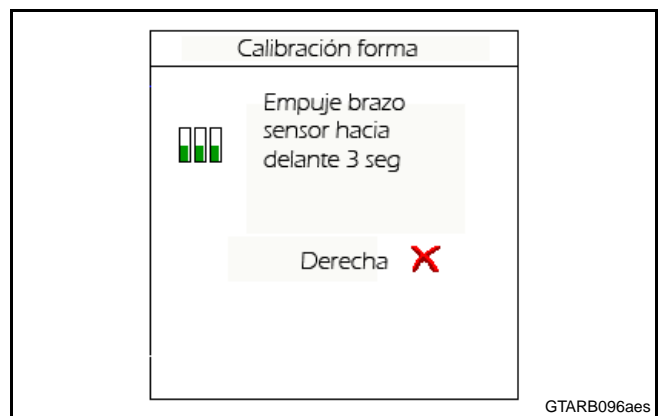 Calibración forma
Empuje brazo
sensor hacia
delante 3 seg
Derecha
GTARB096aes